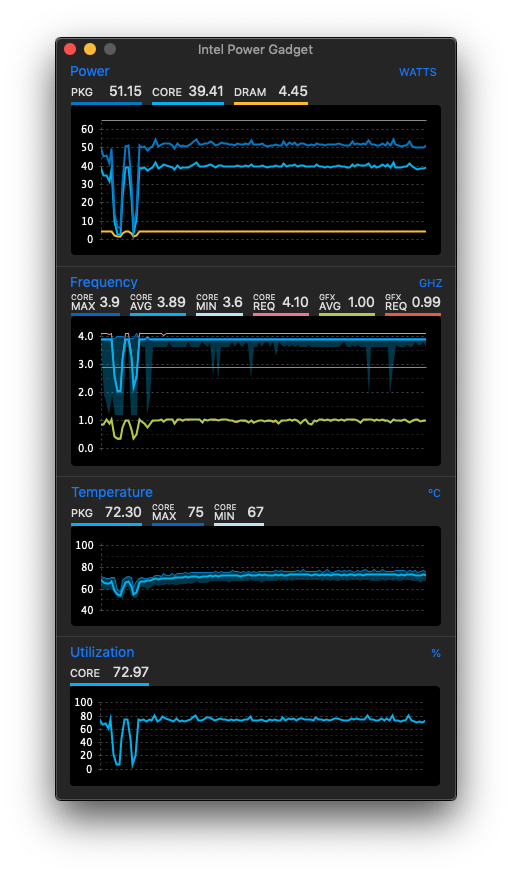 Intel Power Gadget
Power WATTS
PKG 51.15 CORE 39.41 DRAM 4.45
60
50
40
30
20
10
0
Frequency GHZ
CORE MAX 3.9 CORE AVG 3.89 CORE MIN 3.6 CORE REQ 4.10 GFX AVG 1.00 GFX REQ 0.99
4.0
3.0
2.0
1.0
0.0
Temperature °C
PKG 72.30 CORE MAX 75 CORE MIN 67
100
80
60
40
Utilization %
CORE 72.97
100
80
60
40
20
0